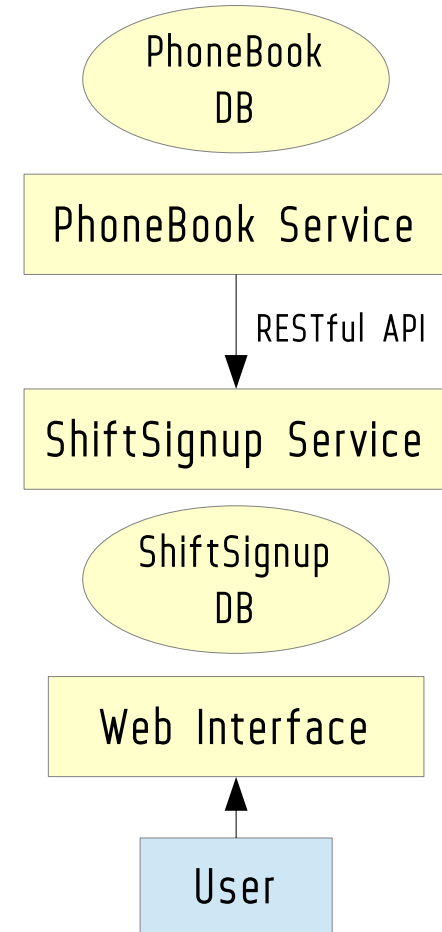 PhoneBook
DB
PhoneBook Service
RESTful API
ShiftSignup Service
ShiftSignup
DB
Web Interface
User